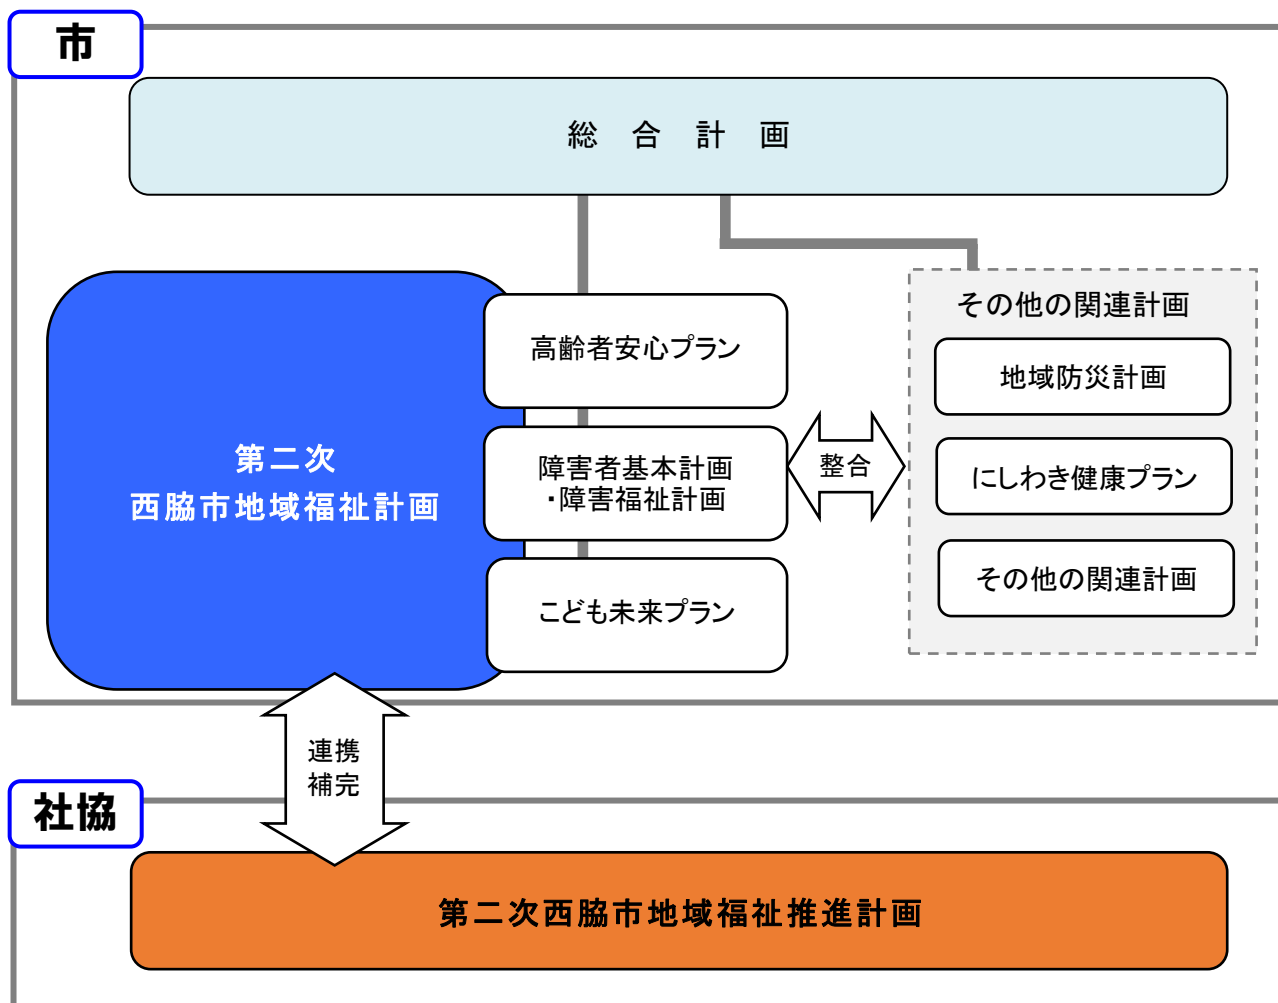 市
総　合　計　画
第二次
西脇市地域福祉計画
高齢者安心プラン
障害者基本計画
・障害福祉計画
こども未来プラン
整合
その他の関連計画
地域防災計画
にしわき健康プラン
その他の関連計画
連携
補完
社協
第二次西脇市地域福祉推進計画